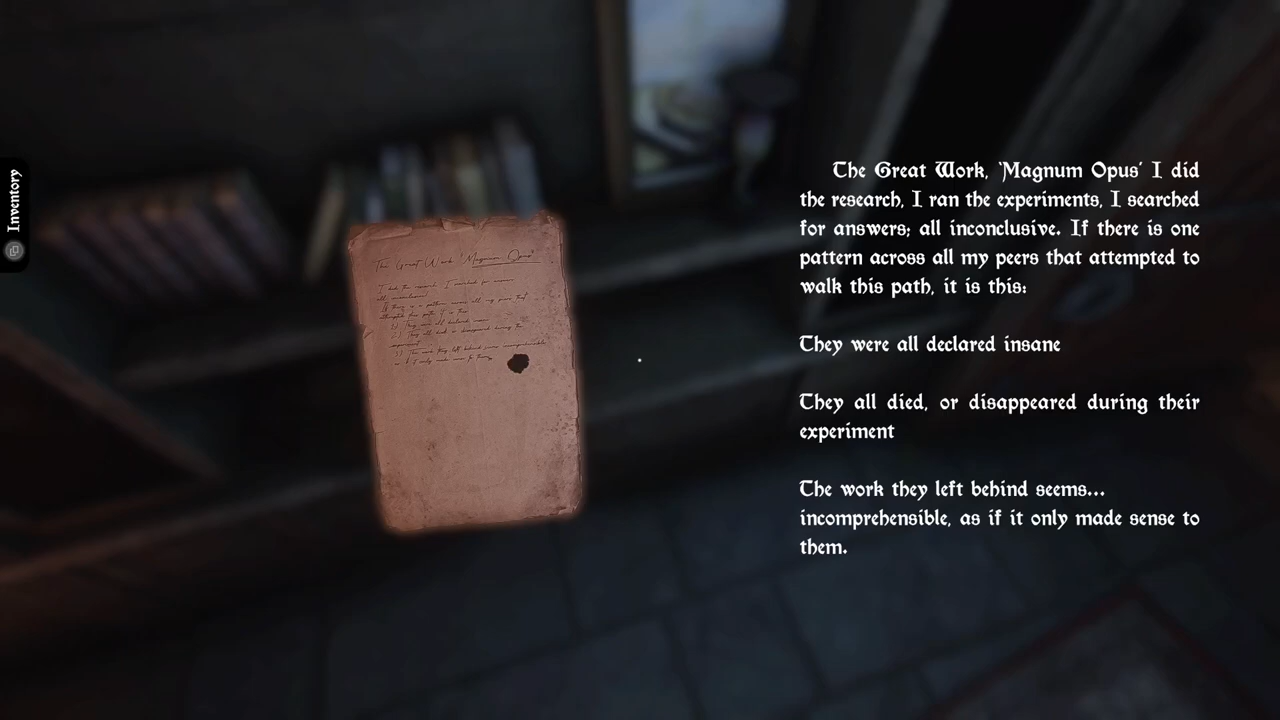 Inventory
The Great Work 'Magnum Opus'
The Great Work, 'Magnum Opus' I did
the research, I ran the experiments, I searched
for answers; all inconclusive. If there is one
pattern across all my peers that attempted to
walk this path, it is this:
They were all declared insane
They all died, or disappeared during their
experiment
The work they left behind seems...
incomprehensible, as if it only made sense to
them.